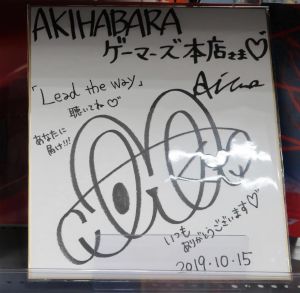 AKIHABARA
ゲーマーズ本店さま♡
Aina
「Lead the way」
聴いてね♡
あなたに
届け!!!
いつも
ありがとうございます♡
2019.10.15